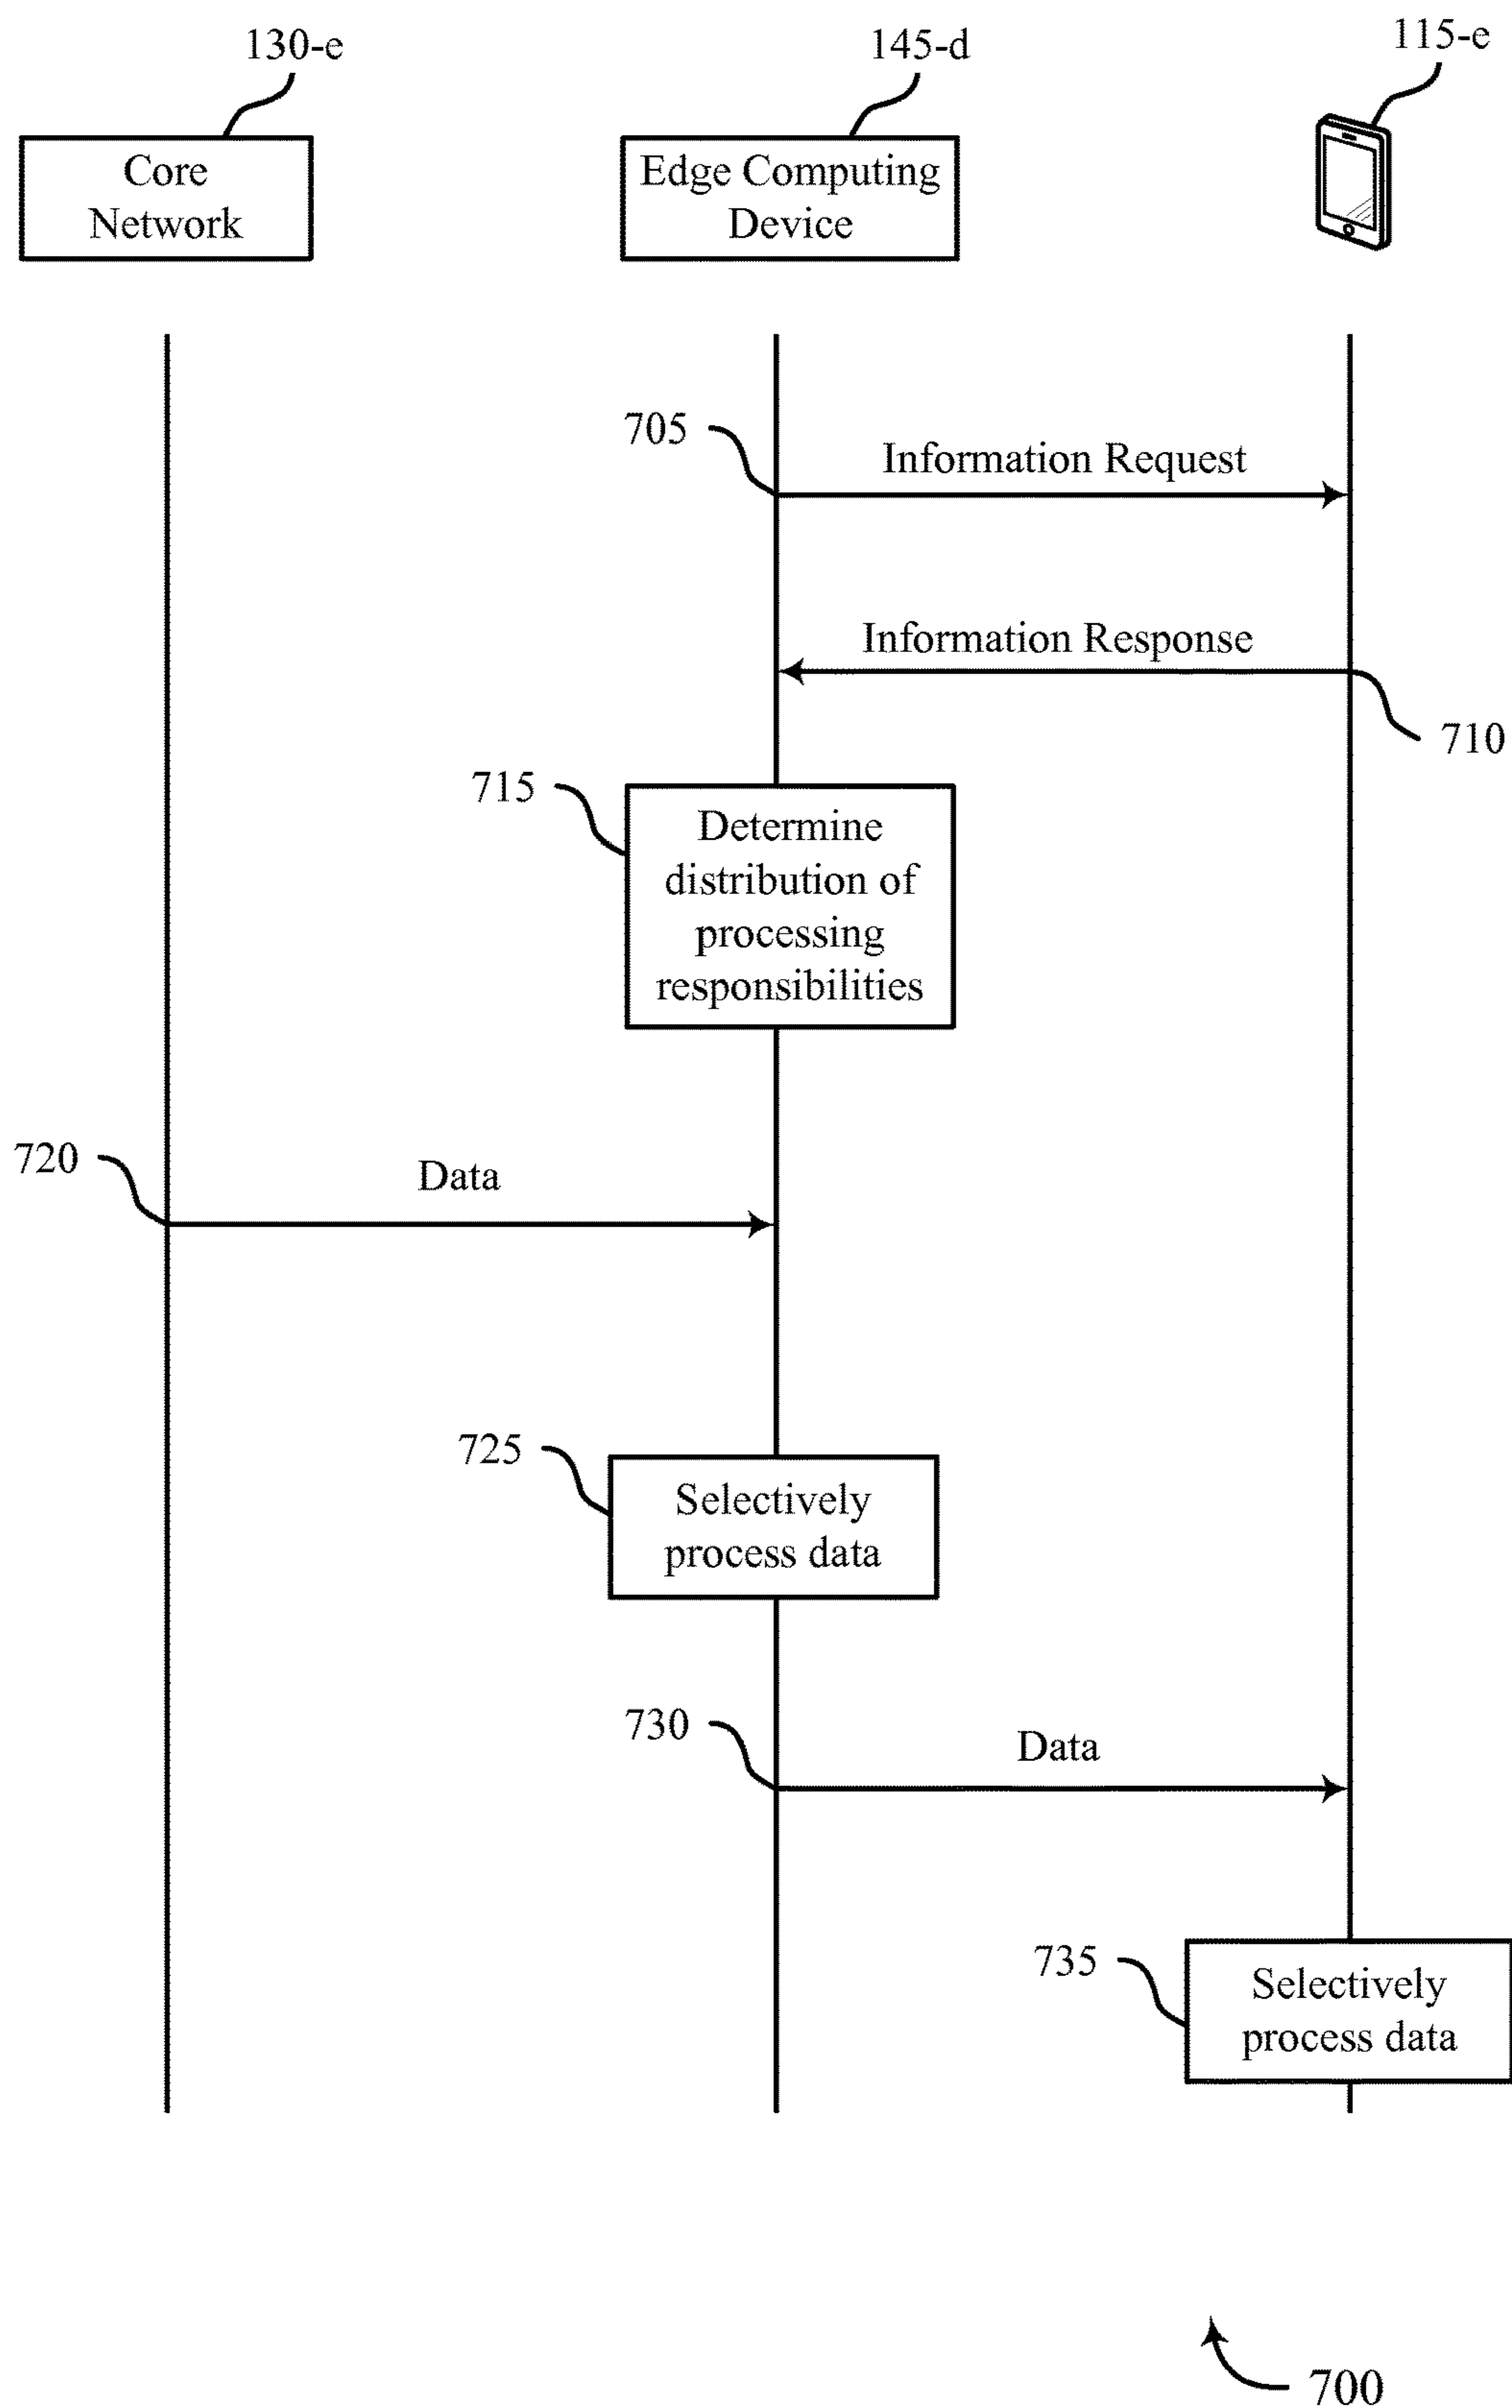 130-e
145-d
115-e
Core
Network
Edge Computing
Device
705
Information Request
Information Response
710
715
Determine
distribution of
processing
responsibilities
720
Data
725
Selectively
process data
730
Data
735
Selectively
process data
700